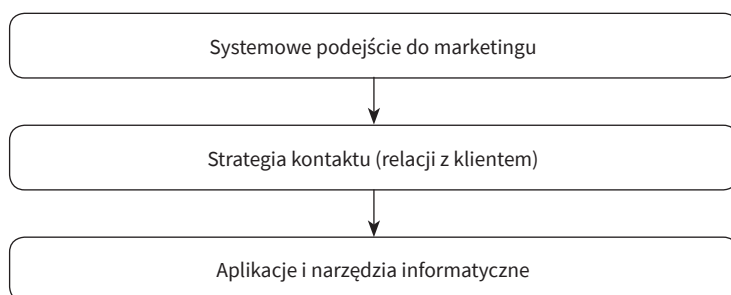 Systemowe podejście do marketingu
Strategia kontaktu (relacji z klientem)
Aplikacje i narzędzia informatyczne